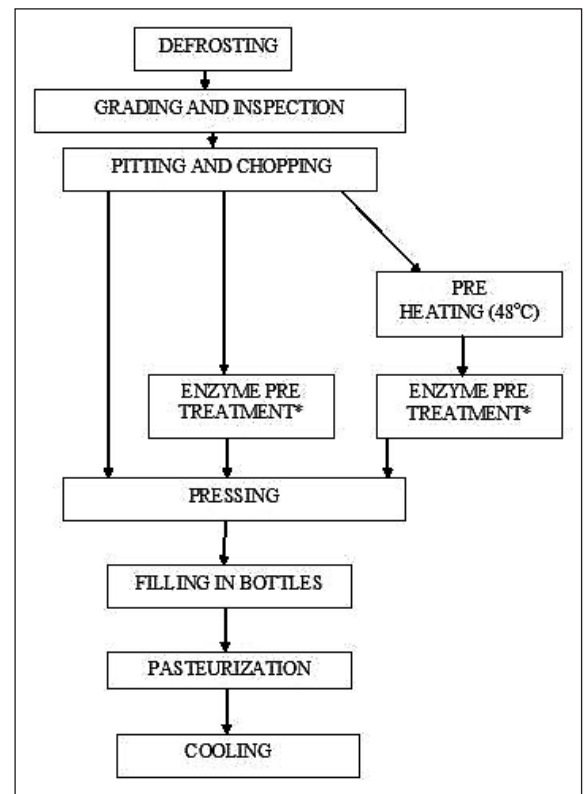 DEFROSTING
GRADING AND INSPECTION
PITTING AND CHOPPING
PRE
HEATING (48°C)
ENZYME PRE
TREATMENT*
ENZYME PRE
TREATMENT*
PRESSING
FILLING IN BOTTLES
PASTEURIZATION
COOLING